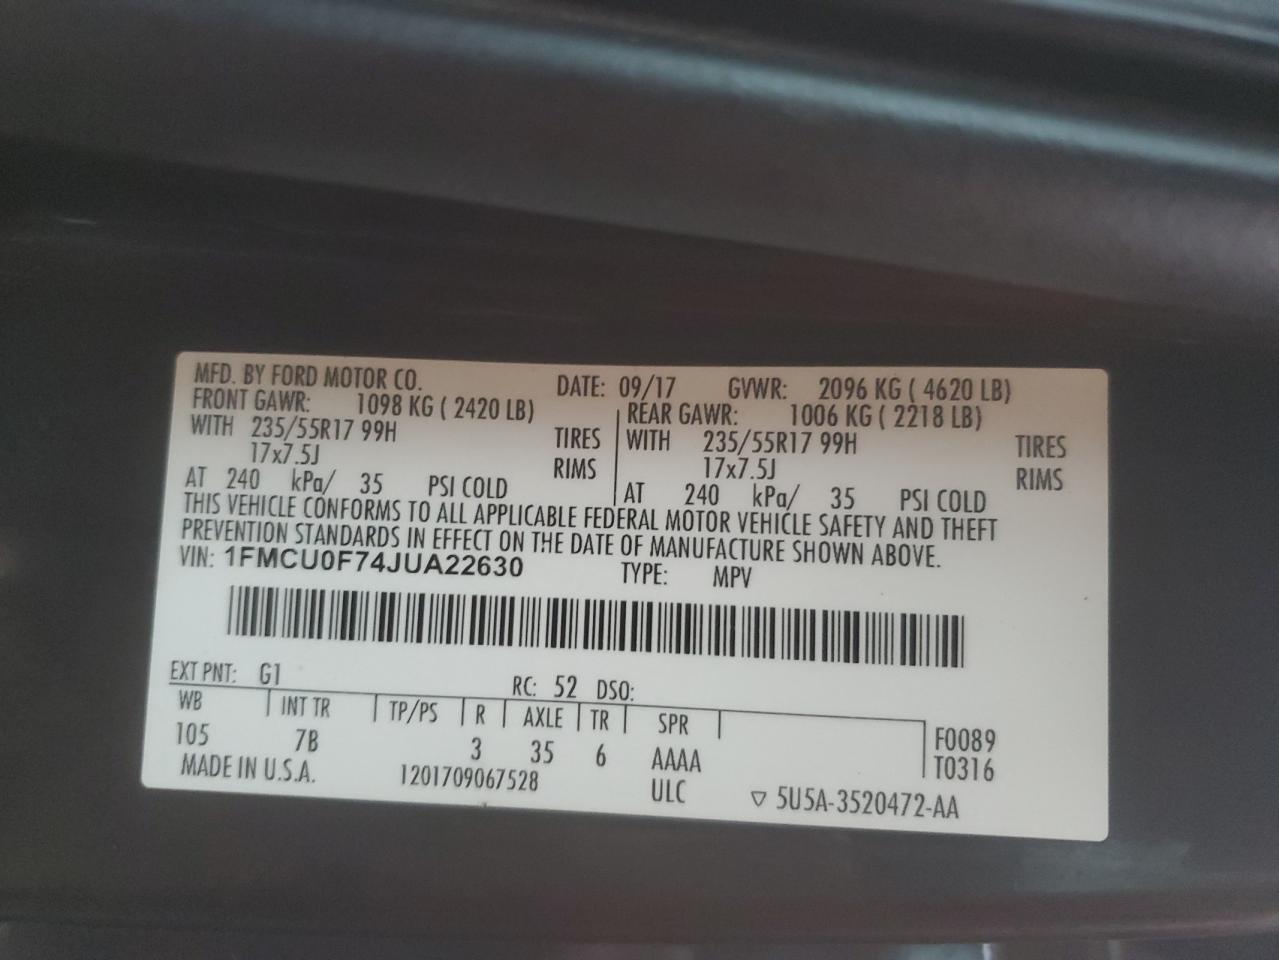 MFD. BY FORD MOTOR CO. DATE: 09/17 GVWR: 2096 KG ( 4620 LB)
FRONT GAWR: 1098 KG ( 2420 LB) REAR GAWR: 1006 KG ( 2218 LB)
WITH 235/55R17 99H TIRES WITH 235/55R17 99H TIRES
17x7.5J RIMS 17x7.5J RIMS
AT 240 kPa/ 35 PSI COLD AT 240 kPa/ 35 PSI COLD
THIS VEHICLE CONFORMS TO ALL APPLICABLE FEDERAL MOTOR VEHICLE SAFETY AND THEFT
PREVENTION STANDARDS IN EFFECT ON THE DATE OF MANUFACTURE SHOWN ABOVE.
VIN: 1FMCU0F74JUA22630 TYPE: MPV
EXT PNT: G1 RC: 52 DSO:
WB INT TR TP/PS R AXLE TR SPR F0089
105 7B 3 35 6 AAAA T0316
MADE IN U.S.A. 1201709067528 ULC ▽ 5U5A-3520472-AA